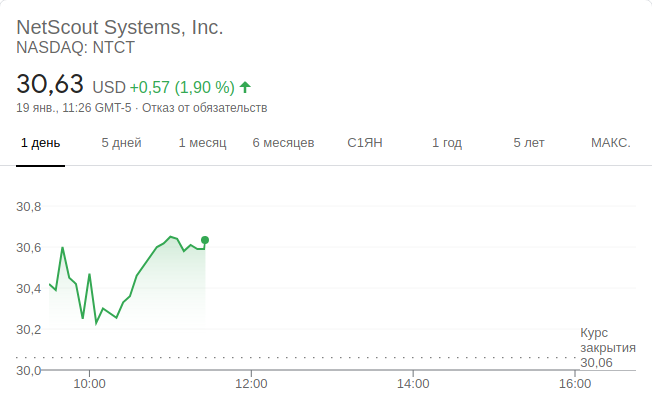 NetScout Systems, Inc.
NASDAQ: NTCT
30,63 USD +0,57 (1,90 %)
19 янв., 11:26 GMT-5 · Отказ от обязательств
1 день 5 дней 1 месяц 6 месяцев С1ЯН 1 год 5 лет МАКС.
30,8
30,6
30,4
30,2
Курс
закрытия
30,06
30,0
10:00 12:00 14:00 16:00